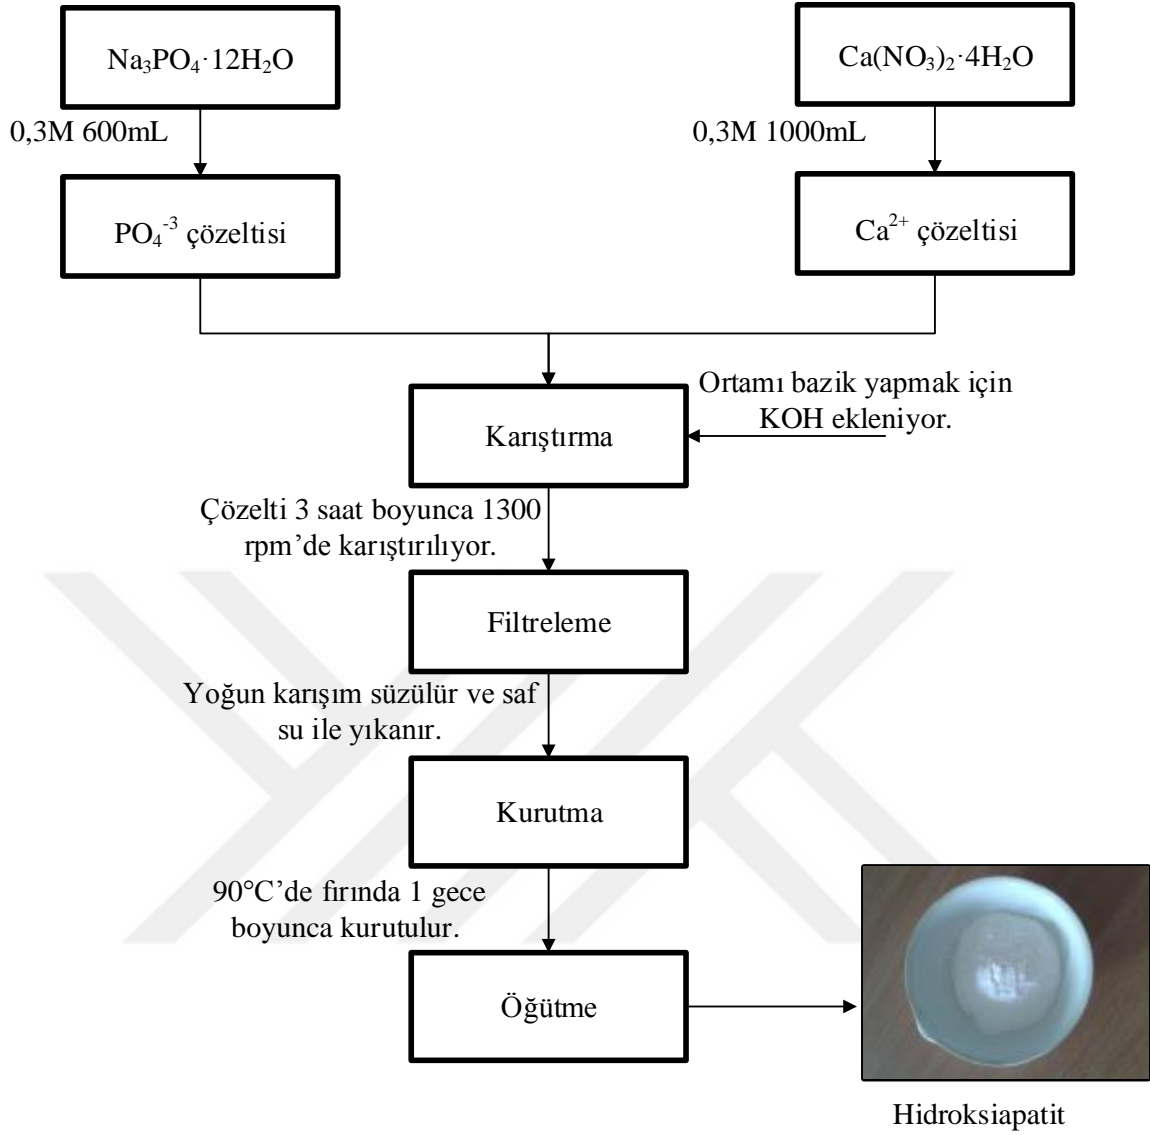 Na₃PO₄·12H₂O
Ca(NO₃)₂·4H₂O
0,3M 600mL
0,3M 1000mL
PO₄⁻³ çözeltisi
Ca²⁺ çözeltisi
Ortamı bazik yapmak için
KOH ekleniyor.
Karıştırma
Çözelti 3 saat boyunca 1300
rpm’de karıştırılıyor.
Filtreleme
Yoğun karışım süzülür ve saf
su ile yıkanır.
Kurutma
90°C’de fırında 1 gece
boyunca kurutulur.
Öğütme
Hidroksiapatit